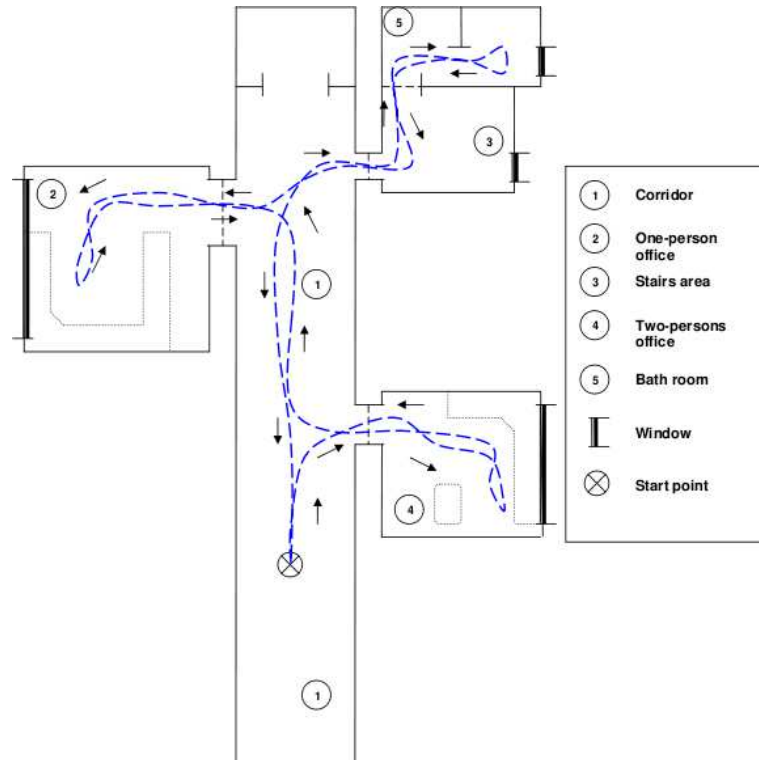 5
3
2
1
4
1
1 Corridor
2 One-person
office
3 Stairs area
4 Two-persons
office
5 Bath room
Window
Start point